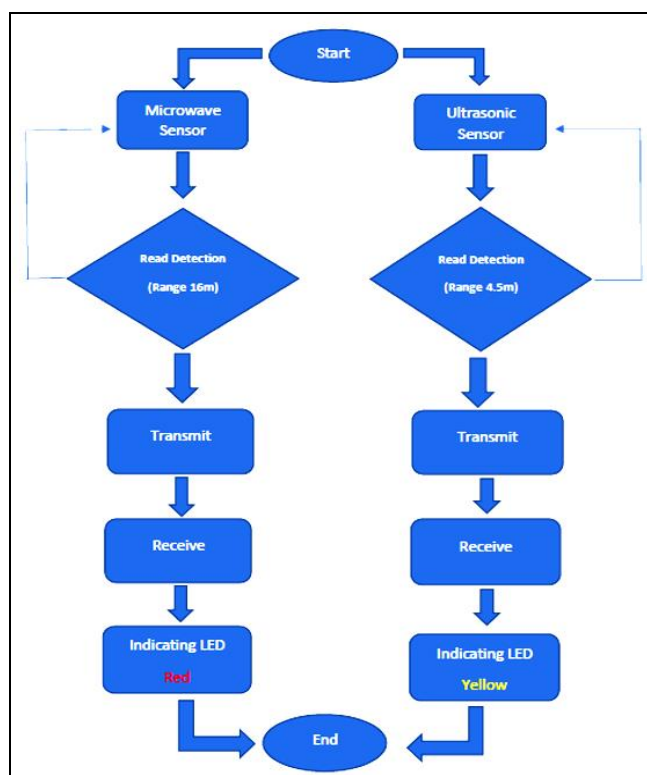 Start
Microwave
Sensor
Read Detection
(Range 16m)
Transmit
Receive
Indicating LED
Red
Ultrasonic
Sensor
Read Detection
(Range 4.5m)
Transmit
Receive
Indicating LED
Yellow
End